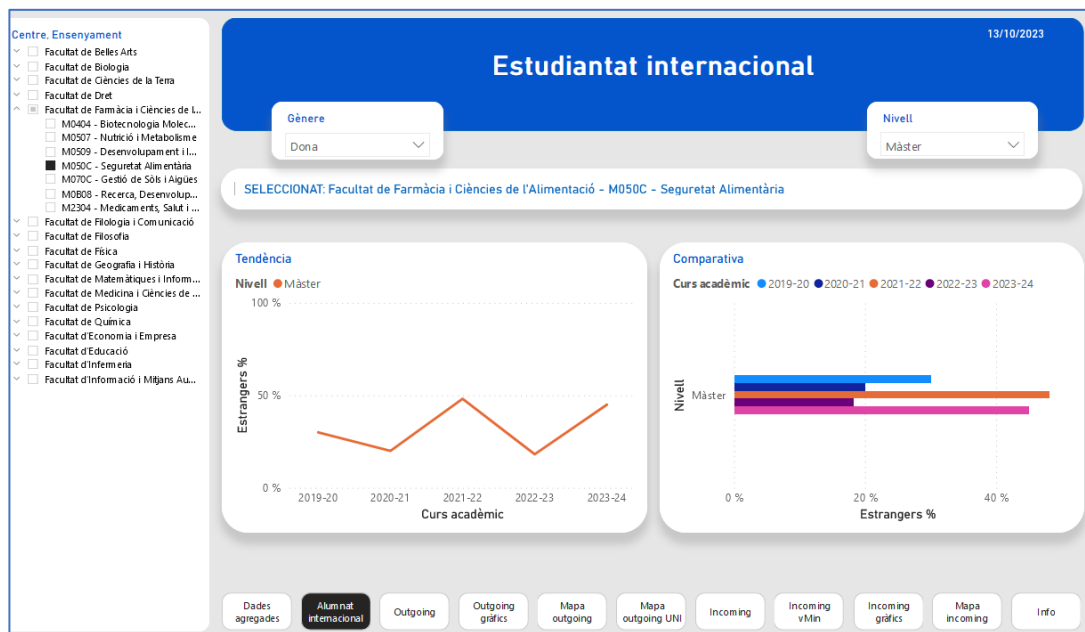 Centre, Ensenyament
Facultat de Belles Arts
Facultat de Biologia
Facultat de Ciències de la Terra
Facultat de Dret
Facultat de Farmàcia i Ciències de l...
M0404 - Biotecnologia Molec...
M0507 - Nutrició i Metabolisme
M0509 - Desenvolupament i I...
M050C - Seguretat Alimentària
M070C - Gestió de Sòls i Aigües
M0B08 - Recerca, Desenvolup...
M2304 - Medicaments, Salut i ...
Facultat de Filologia i Comunicació
Facultat de Filosofia
Facultat de Física
Facultat de Geografia i Història
Facultat de Matemàtiques i Inform...
Facultat de Medicina i Ciències de ...
Facultat de Psicologia
Facultat de Química
Facultat d'Economia i Empresa
Facultat d'Educació
Facultat d'Infermeria
Facultat d'Informació i Mitjans Au...
13/10/2023
Estudiantat internacional
Gènere
Dona
Nivell
Màster
SELECCIONAT: Facultat de Farmàcia i Ciències de l'Alimentació - M050C - Seguretat Alimentària
Tendència
Nivell Màster
100 %
50 %
0 %
Estrangers %
2019-20 2020-21 2021-22 2022-23 2023-24
Curs acadèmic
Comparativa
Curs acadèmic 2019-20 2020-21 2021-22 2022-23 2023-24
Nivell
Màster
0 % 20 % 40 %
Estrangers %
Dades
agregades
Alumnat
internacional
Outgoing
Outgoing
gràfics
Mapa
outgoing
Mapa
outgoing UNI
Incoming
Incoming
vMin
Incoming
gràfics
Mapa
incoming
Info